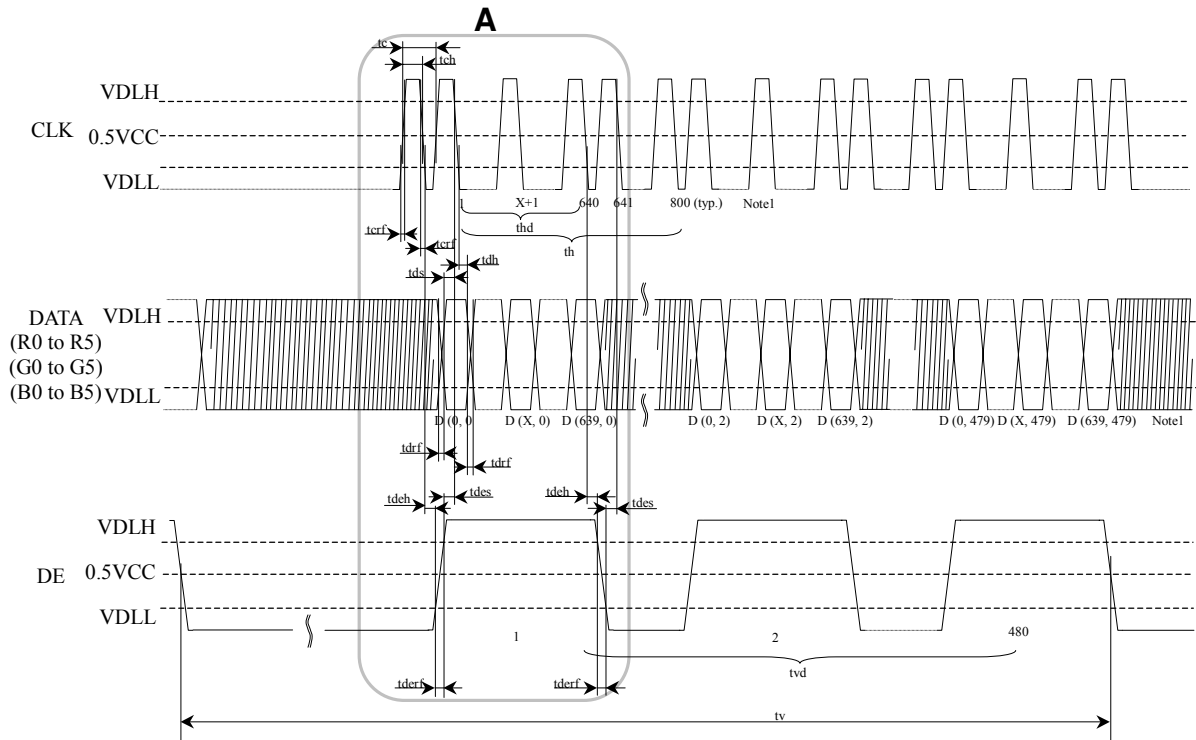 A
tc
tch
VDLH
CLK 0.5VCC
VDLL
1 X+1 640 641 800 (typ.) Note1
thd
th
tcrf
tcrf
tdh
tds
DATA
(R0 to R5)
(G0 to G5)
(B0 to B5)
VDLH
VDLL
D (0, 0) D (X, 0) D (639, 0) D (0, 2) D (X, 2) D (639, 2) D (0, 479) D (X, 479) D (639, 479) Note1
tdrf
tdrf
tdeh tdes tdeh tdes
VDLH
DE 0.5VCC
VDLL
1 2 480
tvd
tderf tderf
tv